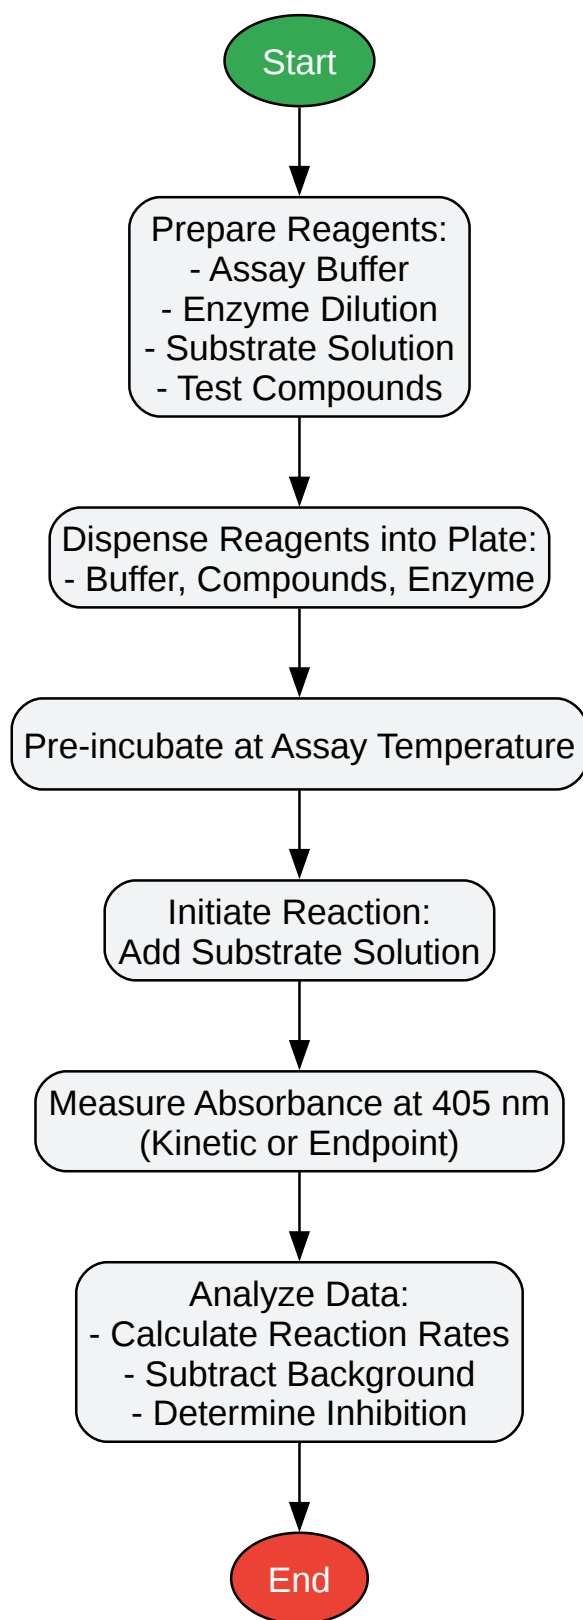 Start
Prepare Reagents:
- Assay Buffer
- Enzyme Dilution
- Substrate Solution
- Test Compounds
Dispense Reagents into Plate:
- Buffer, Compounds, Enzyme
Pre-incubate at Assay Temperature
Initiate Reaction:
Add Substrate Solution
Measure Absorbance at 405 nm
(Kinetic or Endpoint)
Analyze Data:
- Calculate Reaction Rates
- Subtract Background
- Determine Inhibition
End